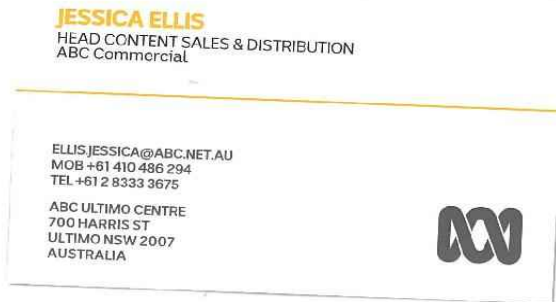 JESSICA ELLIS
HEAD CONTENT SALES & DISTRIBUTION
ABC Commercial
ELLIS.JESSICA@ABC.NET.AU
MOB +61 410 486 294
TEL +61 2 8333 3675
ABC ULTIMO CENTRE
700 HARRIS ST
ULTIMO NSW 2007
AUSTRALIA